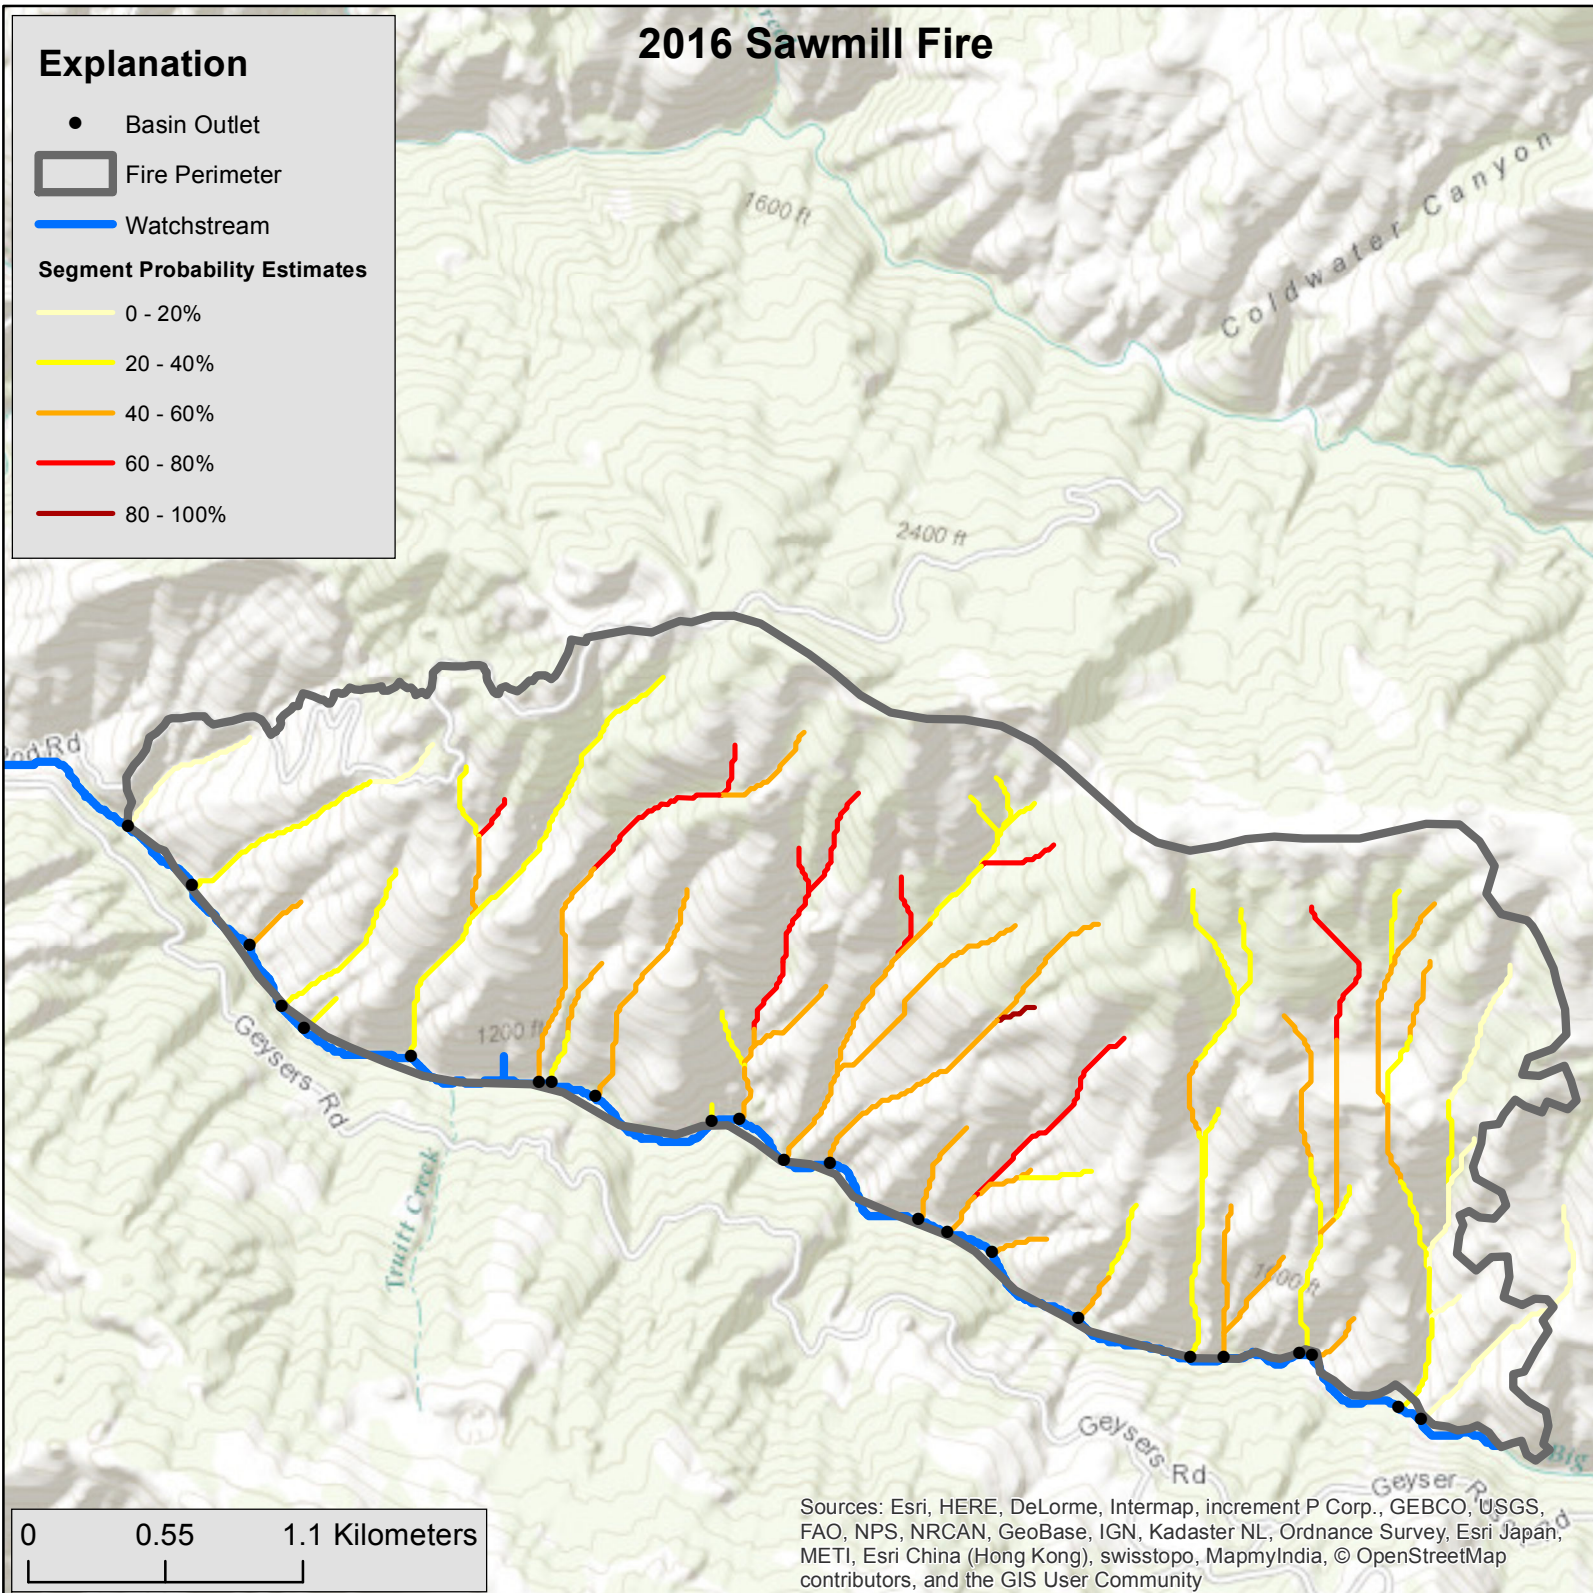 2016 Sawmill Fire
Explanation
Basin Outlet
Fire Perimeter
Watchstream
Segment Probability Estimates
0 - 20%
20 - 40%
40 - 60%
60 - 80%
80 - 100%
1600 ft
Coldwater Canyon
2400 ft
Rd
1200 ft
Geysers Rd
Truitt Creek
1600 ft
Geysers Rd
Geyser
Rd
Big
0 0.55 1.1 Kilometers
Sources: Esri, HERE, DeLorme, Intermap, increment P Corp., GEBCO, USGS,
FAO, NPS, NRCAN, GeoBase, IGN, Kadaster NL, Ordnance Survey, Esri Japan,
METI, Esri China (Hong Kong), swisstopo, MapmyIndia, © OpenStreetMap
contributors, and the GIS User Community